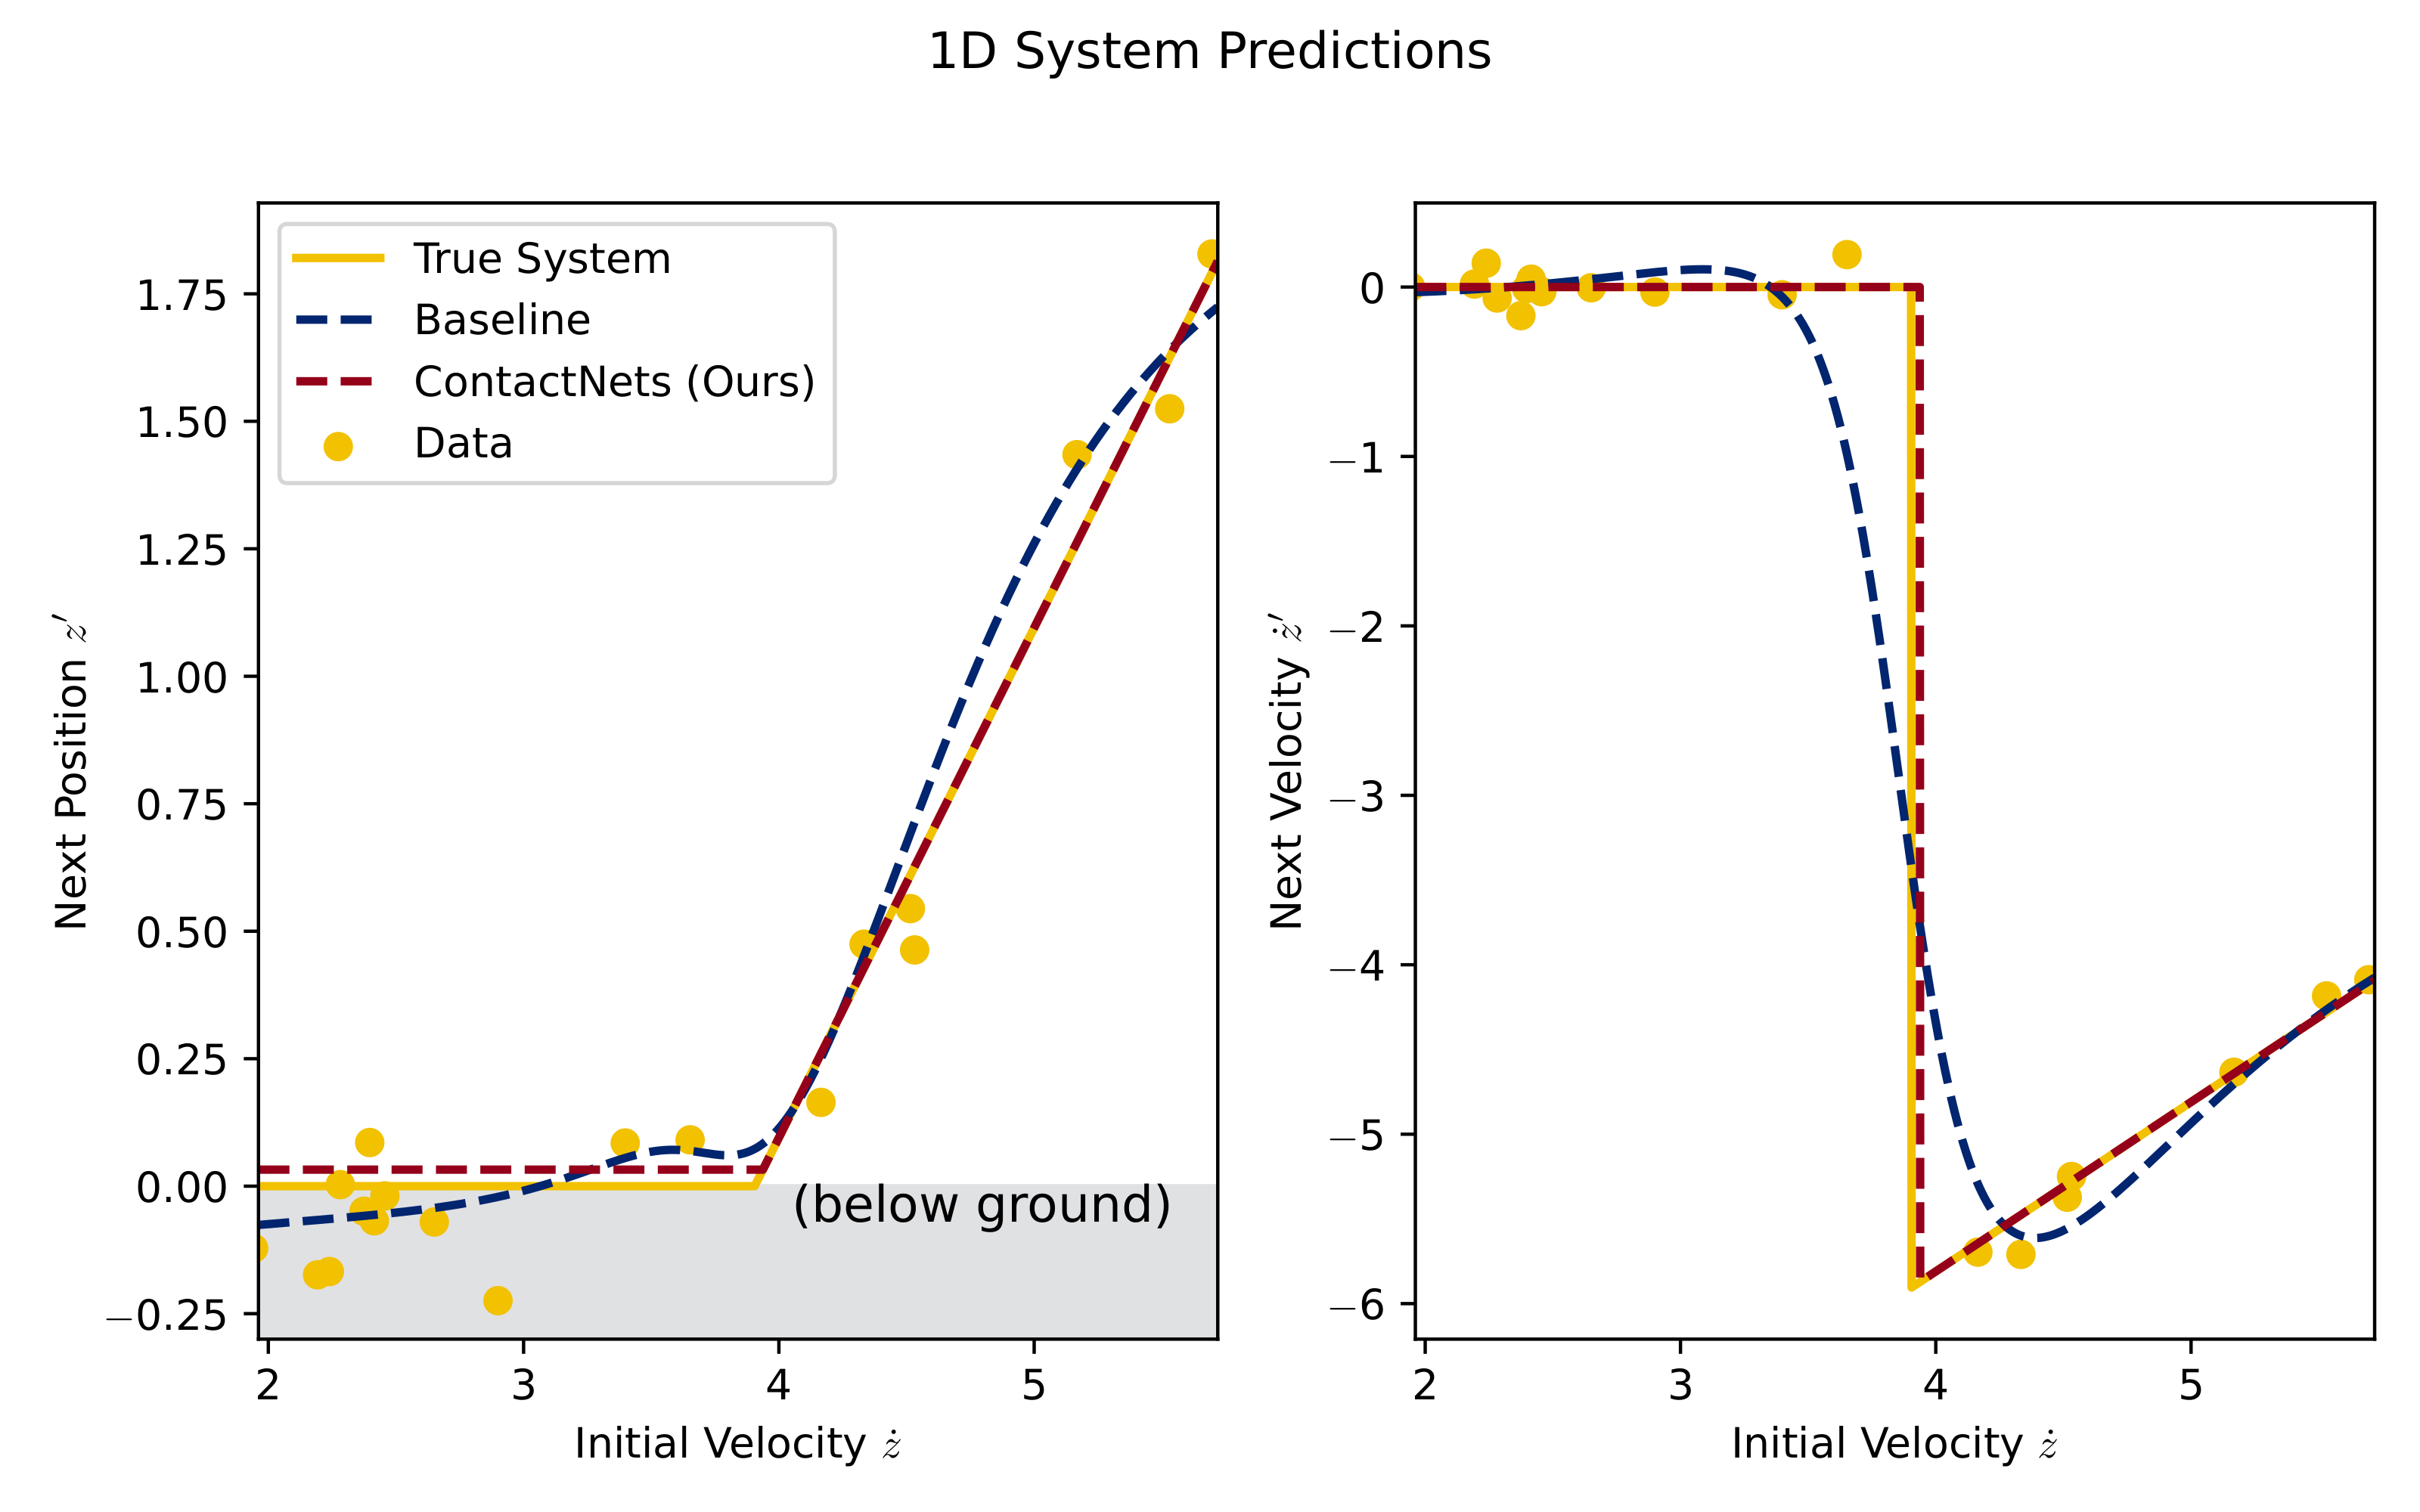 1D System Predictions
True System
Baseline
ContactNets (Ours)
Data
1.75
1.50
1.25
1.00
0.75
0.50
0.25
0.00
−0.25
Next Position z′
(below ground)
2 3 4 5
Initial Velocity ż
0
−1
−2
−3
−4
−5
−6
Next Velocity ż′
2 3 4 5
Initial Velocity ż